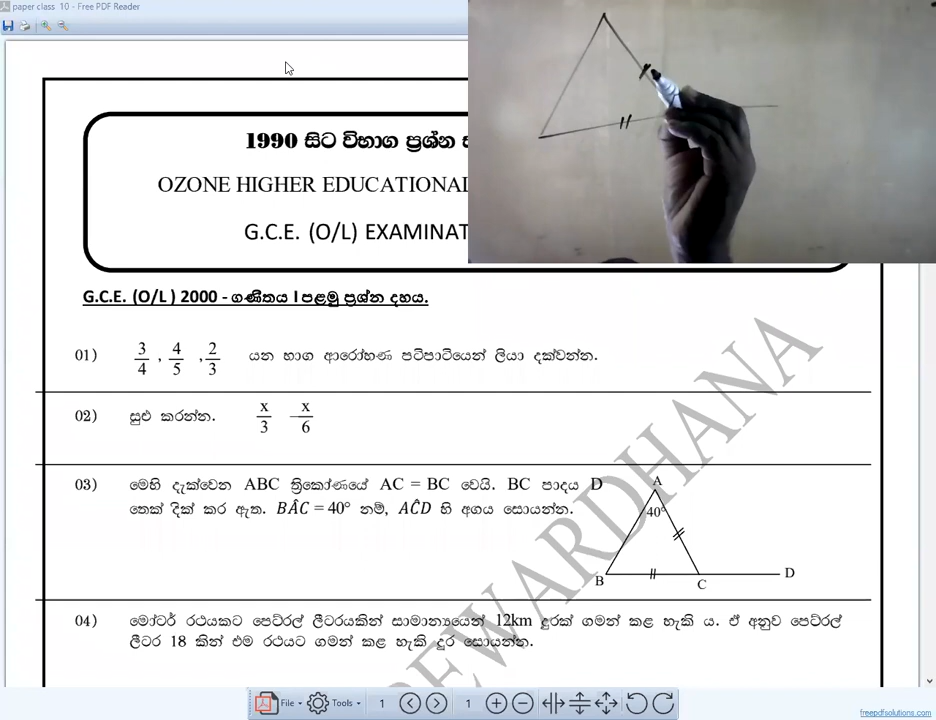 paper class 10 - Free PDF Reader
1990 සිට විභාග ප්‍රශ්න
OZONE HIGHER EDUCATIONAL
G.C.E. (O/L) EXAMINAT
G.C.E. (O/L ) 2000 - ගණිතය I පළමු ප්‍රශ්න දහය.
01) 3/4 , 4/5 , 2/3 යන භාග ආරෝහණ පටිපාටියෙන් ලියා දක්වන්න.
02) සුළු කරන්න. x/3 − x/6
03) මෙහි දැක්වෙන ABC ත්‍රිකෝණයේ AC = BC වෙයි. BC පාදය D
තෙක් දික් කර ඇත. BÂC = 40° නම්, AĈD හි අගය සොයන්න.
A
40°
B
C
D
04) මෝටර් රථයකට පෙට්‍රල් ලීටරයකින් සාමාන්‍යයෙන් 12km දුරක් ගමන් කළ හැකි ය. ඒ අනුව පෙට්‍රල්
ලීටර 18 කින් එම රථයට ගමන් කළ හැකි දුර සොයන්න.
REWARDHANA
File
Tools
1
1
freepdfsolutions.com